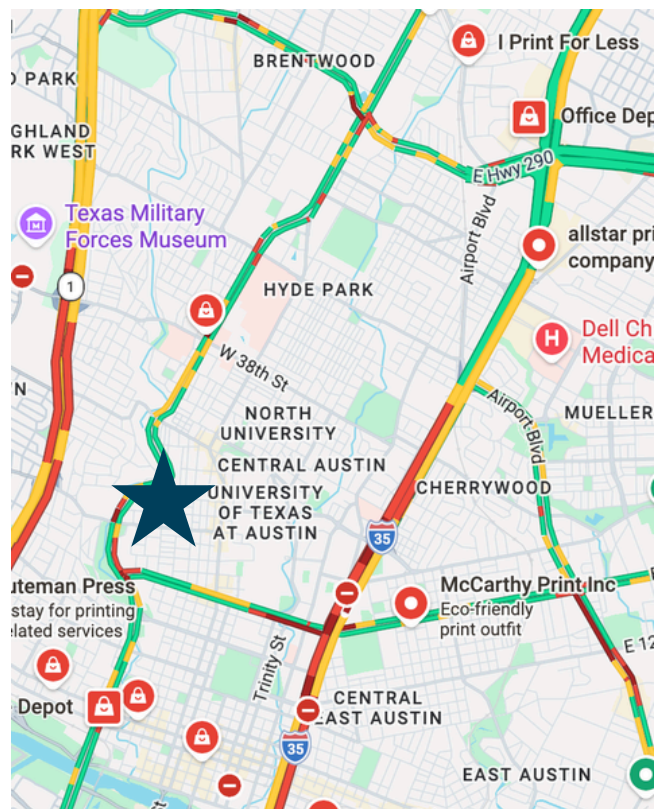 I Print For Less
BRENTWOOD
O PARK
Office Dep
GHLAND
RK WEST
E Hwy 290
Texas Military
Forces Museum
Airport Blvd
allstar pri
company
1
HYDE PARK
H
Dell Ch
Medica
W 38th St
N
NORTH
UNIVERSITY
Airport Blvd
MUELLER
CENTRAL AUSTIN
UNIVERSITY
OF TEXAS
AT AUSTIN
CHERRYWOOD
35
uteman Press
stay for printing
elated services
McCarthy Print Inc
Eco-friendly
print outfit
E
E 12
Trinity St
Depot
CENTRAL
EAST AUSTIN
35
EAST AUSTIN
st